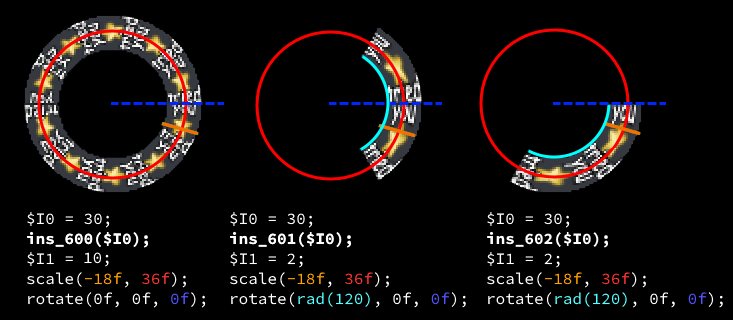 $I0 = 30;
ins_600($I0);
$I1 = 10;
scale(-18f, 36f);
rotate(0f, 0f, 0f);
$I0 = 30;
ins_601($I0);
$I1 = 2;
scale(-18f, 36f);
rotate(rad(120), 0f, 0f);
$I0 = 30;
ins_602($I0);
$I1 = 2;
scale(-18f, 36f);
rotate(rad(120), 0f, 0f);